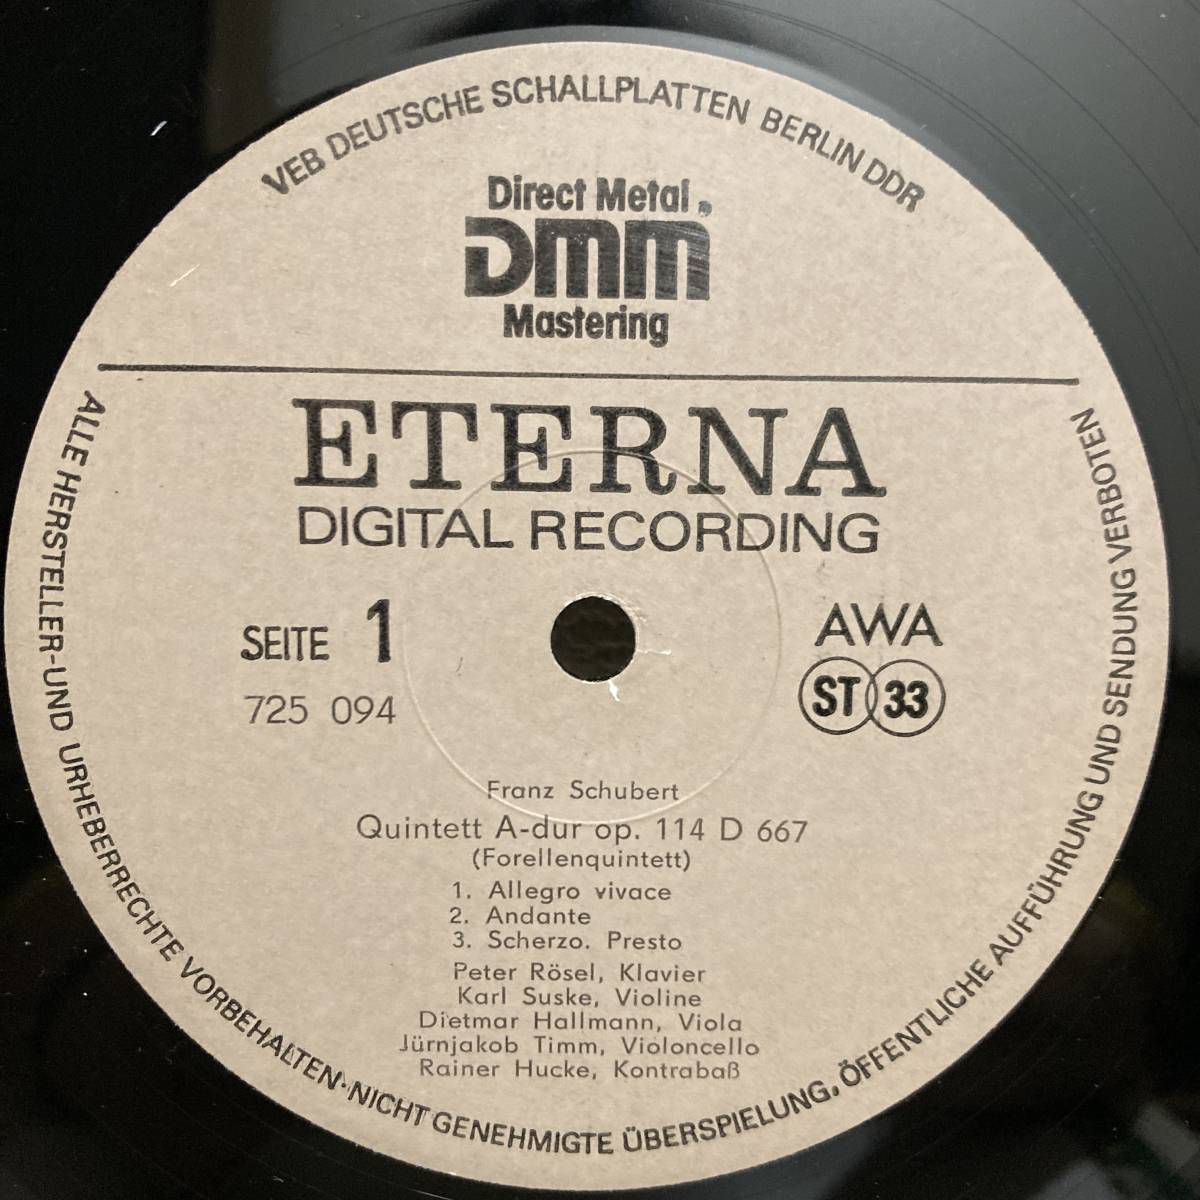 VEB DEUTSCHE SCHALLPLATTEN BERLIN DDR
Direct Metal
DMM
Mastering
ETERNA
DIGITAL RECORDING
SEITE 1
725 094
AWA
ST 33
Franz Schubert
Quintett A-dur op. 114 D 667
(Forellenquintett)
1. Allegro vivace
2. Andante
3. Scherzo. Presto
Peter Rösel, Klavier
Karl Suske, Violine
Dietmar Hallmann, Viola
Jürnjakob Timm, Violoncello
Rainer Hucke, Kontrabaß
ALLE HERSTELLER-UND URHEBERRECHTE VORBEHALTEN·NICHT GENEHMIGTE ÜBERSPIELUNG, ÖFFENTLICHE AUFFÜHRUNG UND SENDUNG VERBOTEN